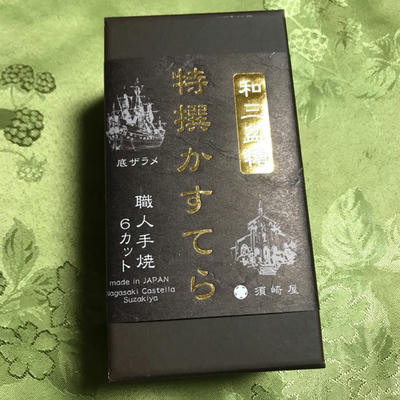 和三盆糖
特撰かすてら
底ザラメ
職人手焼
6カット
made in JAPAN
Nagasaki Castella
Suzakiya
須崎屋